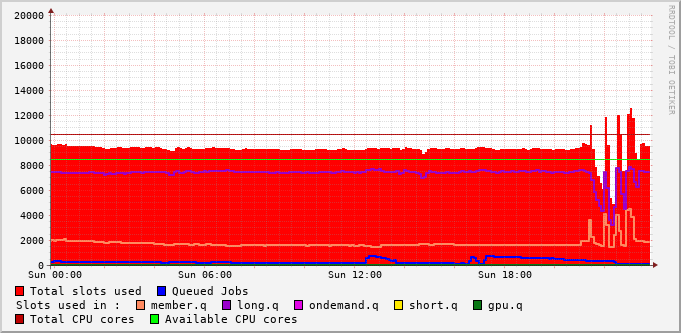 RRDTOOL / TOBI OETIKER
20000
18000
16000
14000
12000
10000
8000
6000
4000
2000
0
Sun 00:00 Sun 06:00 Sun 12:00 Sun 18:00
Total slots used Queued Jobs
Slots used in : member.q long.q ondemand.q short.q gpu.q
Total CPU cores Available CPU cores